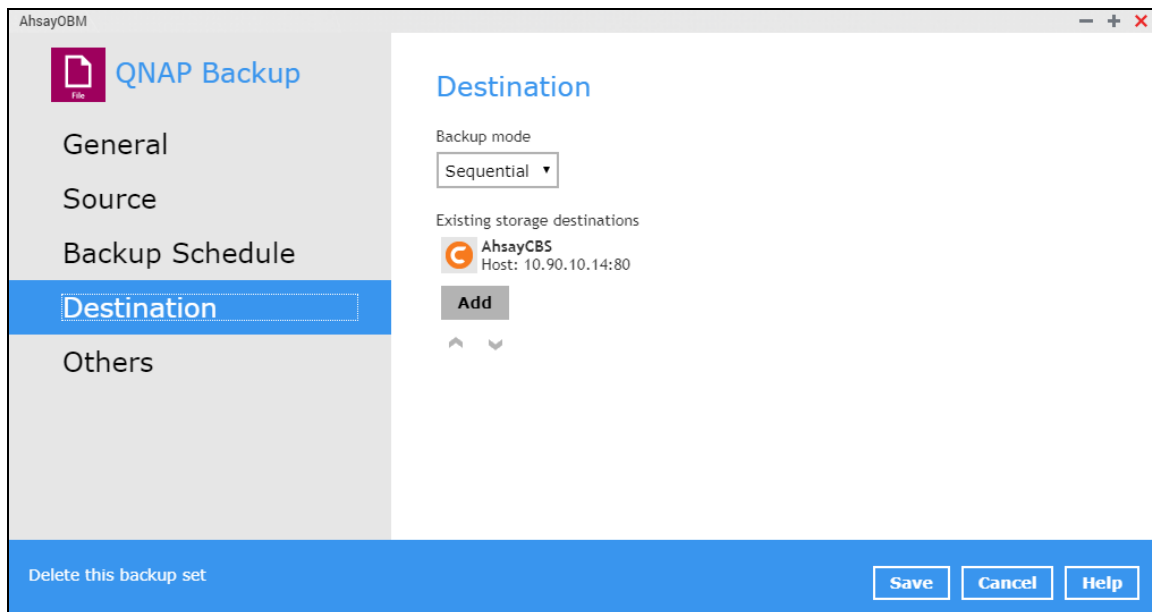 AhsayOBM
QNAP Backup
File
General
Source
Backup Schedule
Destination
Others
Destination
Backup mode
Sequential
Existing storage destinations
AhsayCBS
Host: 10.90.10.14:80
Add
Delete this backup set
Save
Cancel
Help